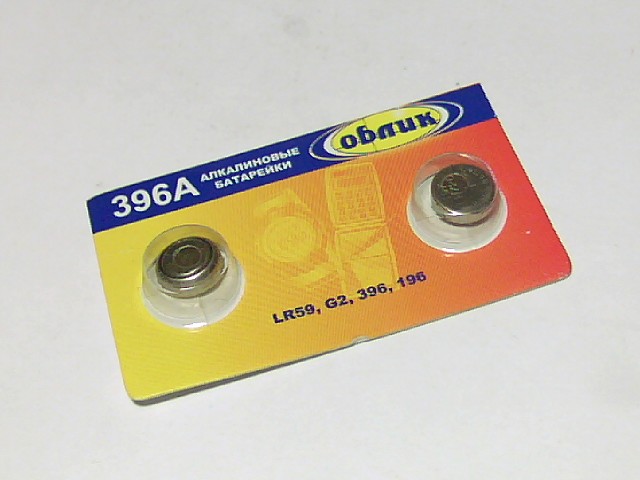 облик
396A АЛКАЛИНОВЫЕ
БАТАРЕЙКИ
LR59, G2, 396, 196